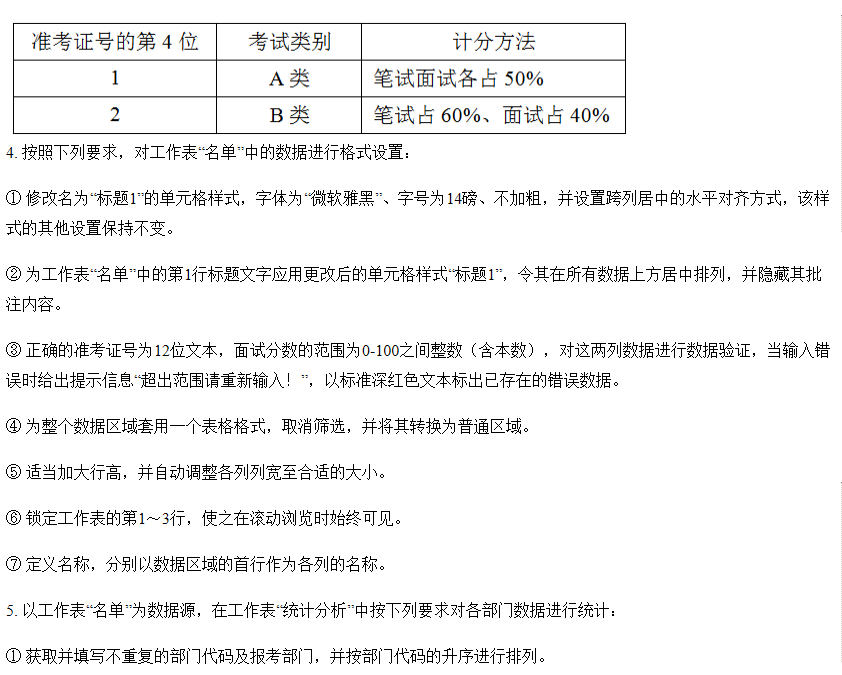 准考证号的第 4 位 考试类别 计分方法
1 A 类 笔试面试各占 50%
2 B 类 笔试占 60%、面试占 40%
4. 按照下列要求，对工作表“名单”中的数据进行格式设置：
① 修改名为“标题1”的单元格样式，字体为“微软雅黑”、字号为14磅、不加粗，并设置跨列居中的水平对齐方式，该样
式的其他设置保持不变。
② 为工作表“名单”中的第1行标题文字应用更改后的单元格样式“标题1”，令其在所有数据上方居中排列，并隐藏其批
注内容。
③ 正确的准考证号为12位文本，面试分数的范围为0-100之间整数（含本数），对这两列数据进行数据验证，当输入错
误时给出提示信息“超出范围请重新输入！”，以标准深红色文本标出已存在的错误数据。
④ 为整个数据区域套用一个表格格式，取消筛选，并将其转换为普通区域。
⑤ 适当加大行高，并自动调整各列列宽至合适的大小。
⑥ 锁定工作表的第1～3行，使之在滚动浏览时始终可见。
⑦ 定义名称，分别以数据区域的首行作为各列的名称。
5. 以工作表“名单”为数据源，在工作表“统计分析”中按下列要求对各部门数据进行统计：
① 获取并填写不重复的部门代码及报考部门，并按部门代码的升序进行排列。